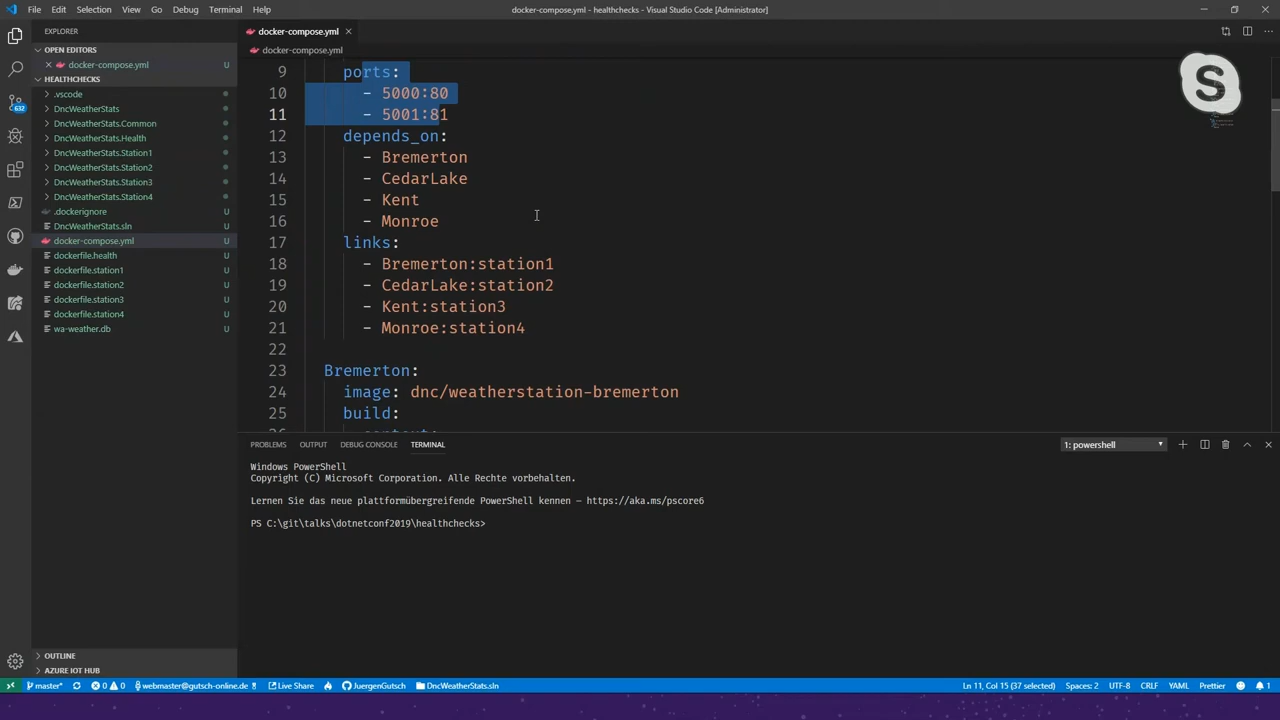 File Edit Selection View Go Debug Terminal Help
docker-compose.yml - healthchecks - Visual Studio Code [Administrator]
EXPLORER
OPEN EDITORS
docker-compose.yml U
HEALTHCHECKS
.vscode
DncWeatherStats
DncWeatherStats.Common
DncWeatherStats.Health
DncWeatherStats.Station1
DncWeatherStats.Station2
DncWeatherStats.Station3
DncWeatherStats.Station4
.dockerignore U
DncWeatherStats.sln U
docker-compose.yml U
dockerfile.health U
dockerfile.station1 U
dockerfile.station2 U
dockerfile.station3 U
dockerfile.station4 U
wa-weather.db U
OUTLINE
AZURE IOT HUB
632
docker-compose.yml
docker-compose.yml
9 ports:
10 - 5000:80
11 - 5001:81
12 depends_on:
13 - Bremerton
14 - CedarLake
15 - Kent
16 - Monroe
17 links:
18 - Bremerton:station1
19 - CedarLake:station2
20 - Kent:station3
21 - Monroe:station4
22
23 Bremerton:
24 image: dnc/weatherstation-bremerton
25 build:
S
PROBLEMS OUTPUT DEBUG CONSOLE TERMINAL 1: powershell
Windows PowerShell
Copyright (C) Microsoft Corporation. Alle Rechte vorbehalten.
Lernen Sie das neue plattformübergreifende PowerShell kennen – https://aka.ms/pscore6
PS C:\git\talks\dotnetconf2019\healthchecks>
master* 0 0 webmaster@gutsch-online.de Live Share JuergenGutsch DncWeatherStats.sln Ln 11, Col 15 (37 selected) Spaces: 2 UTF-8 CRLF YAML Prettier 1